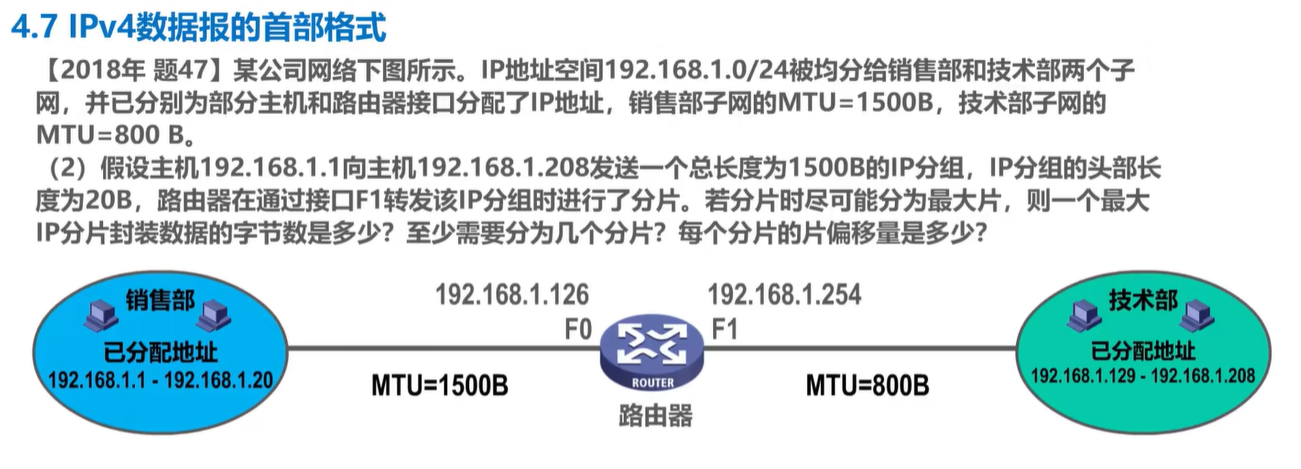 4.7 IPv4数据报的首部格式
【2018年 题47】某公司网络下图所示。IP地址空间192.168.1.0/24被均分给销售部和技术部两个子
网，并已分别为部分主机和路由器接口分配了IP地址，销售部子网的MTU=1500B，技术部子网的
MTU=800 B。
（2）假设主机192.168.1.1向主机192.168.1.208发送一个总长度为1500B的IP分组，IP分组的头部长
度为20B，路由器在通过接口F1转发该IP分组时进行了分片。若分片时尽可能分为最大片，则一个最大
IP分片封装数据的字节数是多少？至少需要分为几个分片？每个分片的片偏移量是多少？
销售部
已分配地址
192.168.1.1 - 192.168.1.20
192.168.1.126
F0
MTU=1500B
ROUTER
路由器
192.168.1.254
F1
MTU=800B
技术部
已分配地址
192.168.1.129 - 192.168.1.208